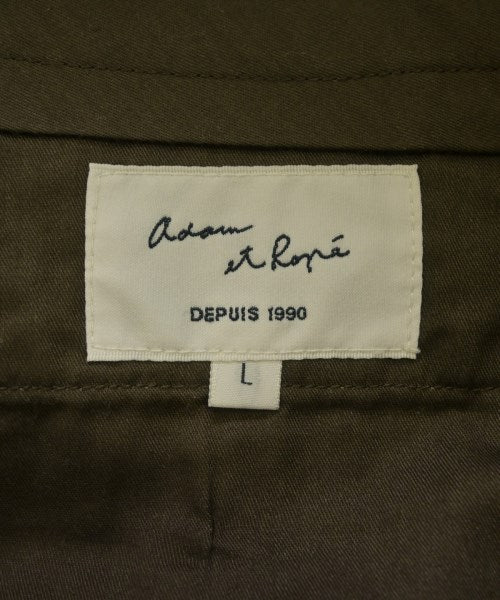 adam
et Ropé
DEPUIS 1990
L